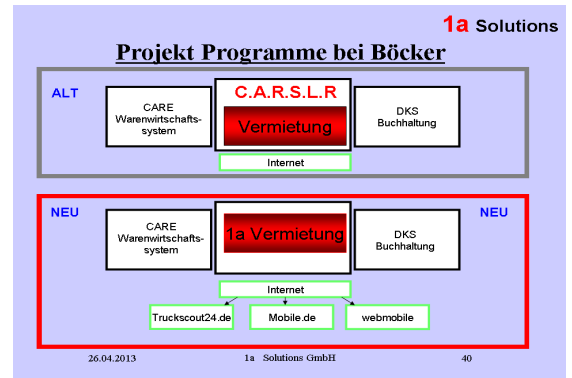 1a Solutions
Projekt Programme bei Böcker
ALT
CARE
Warenwirtschafts-
system
C.A.R.S.L.R
Vermietung
Internet
DKS
Buchhaltung
NEU
NEU
CARE
Warenwirtschafts-
system
1a Vermietung
DKS
Buchhaltung
Internet
Truckscout24.de
Mobile.de
webmobile
26.04.2013
1a Solutions GmbH
40